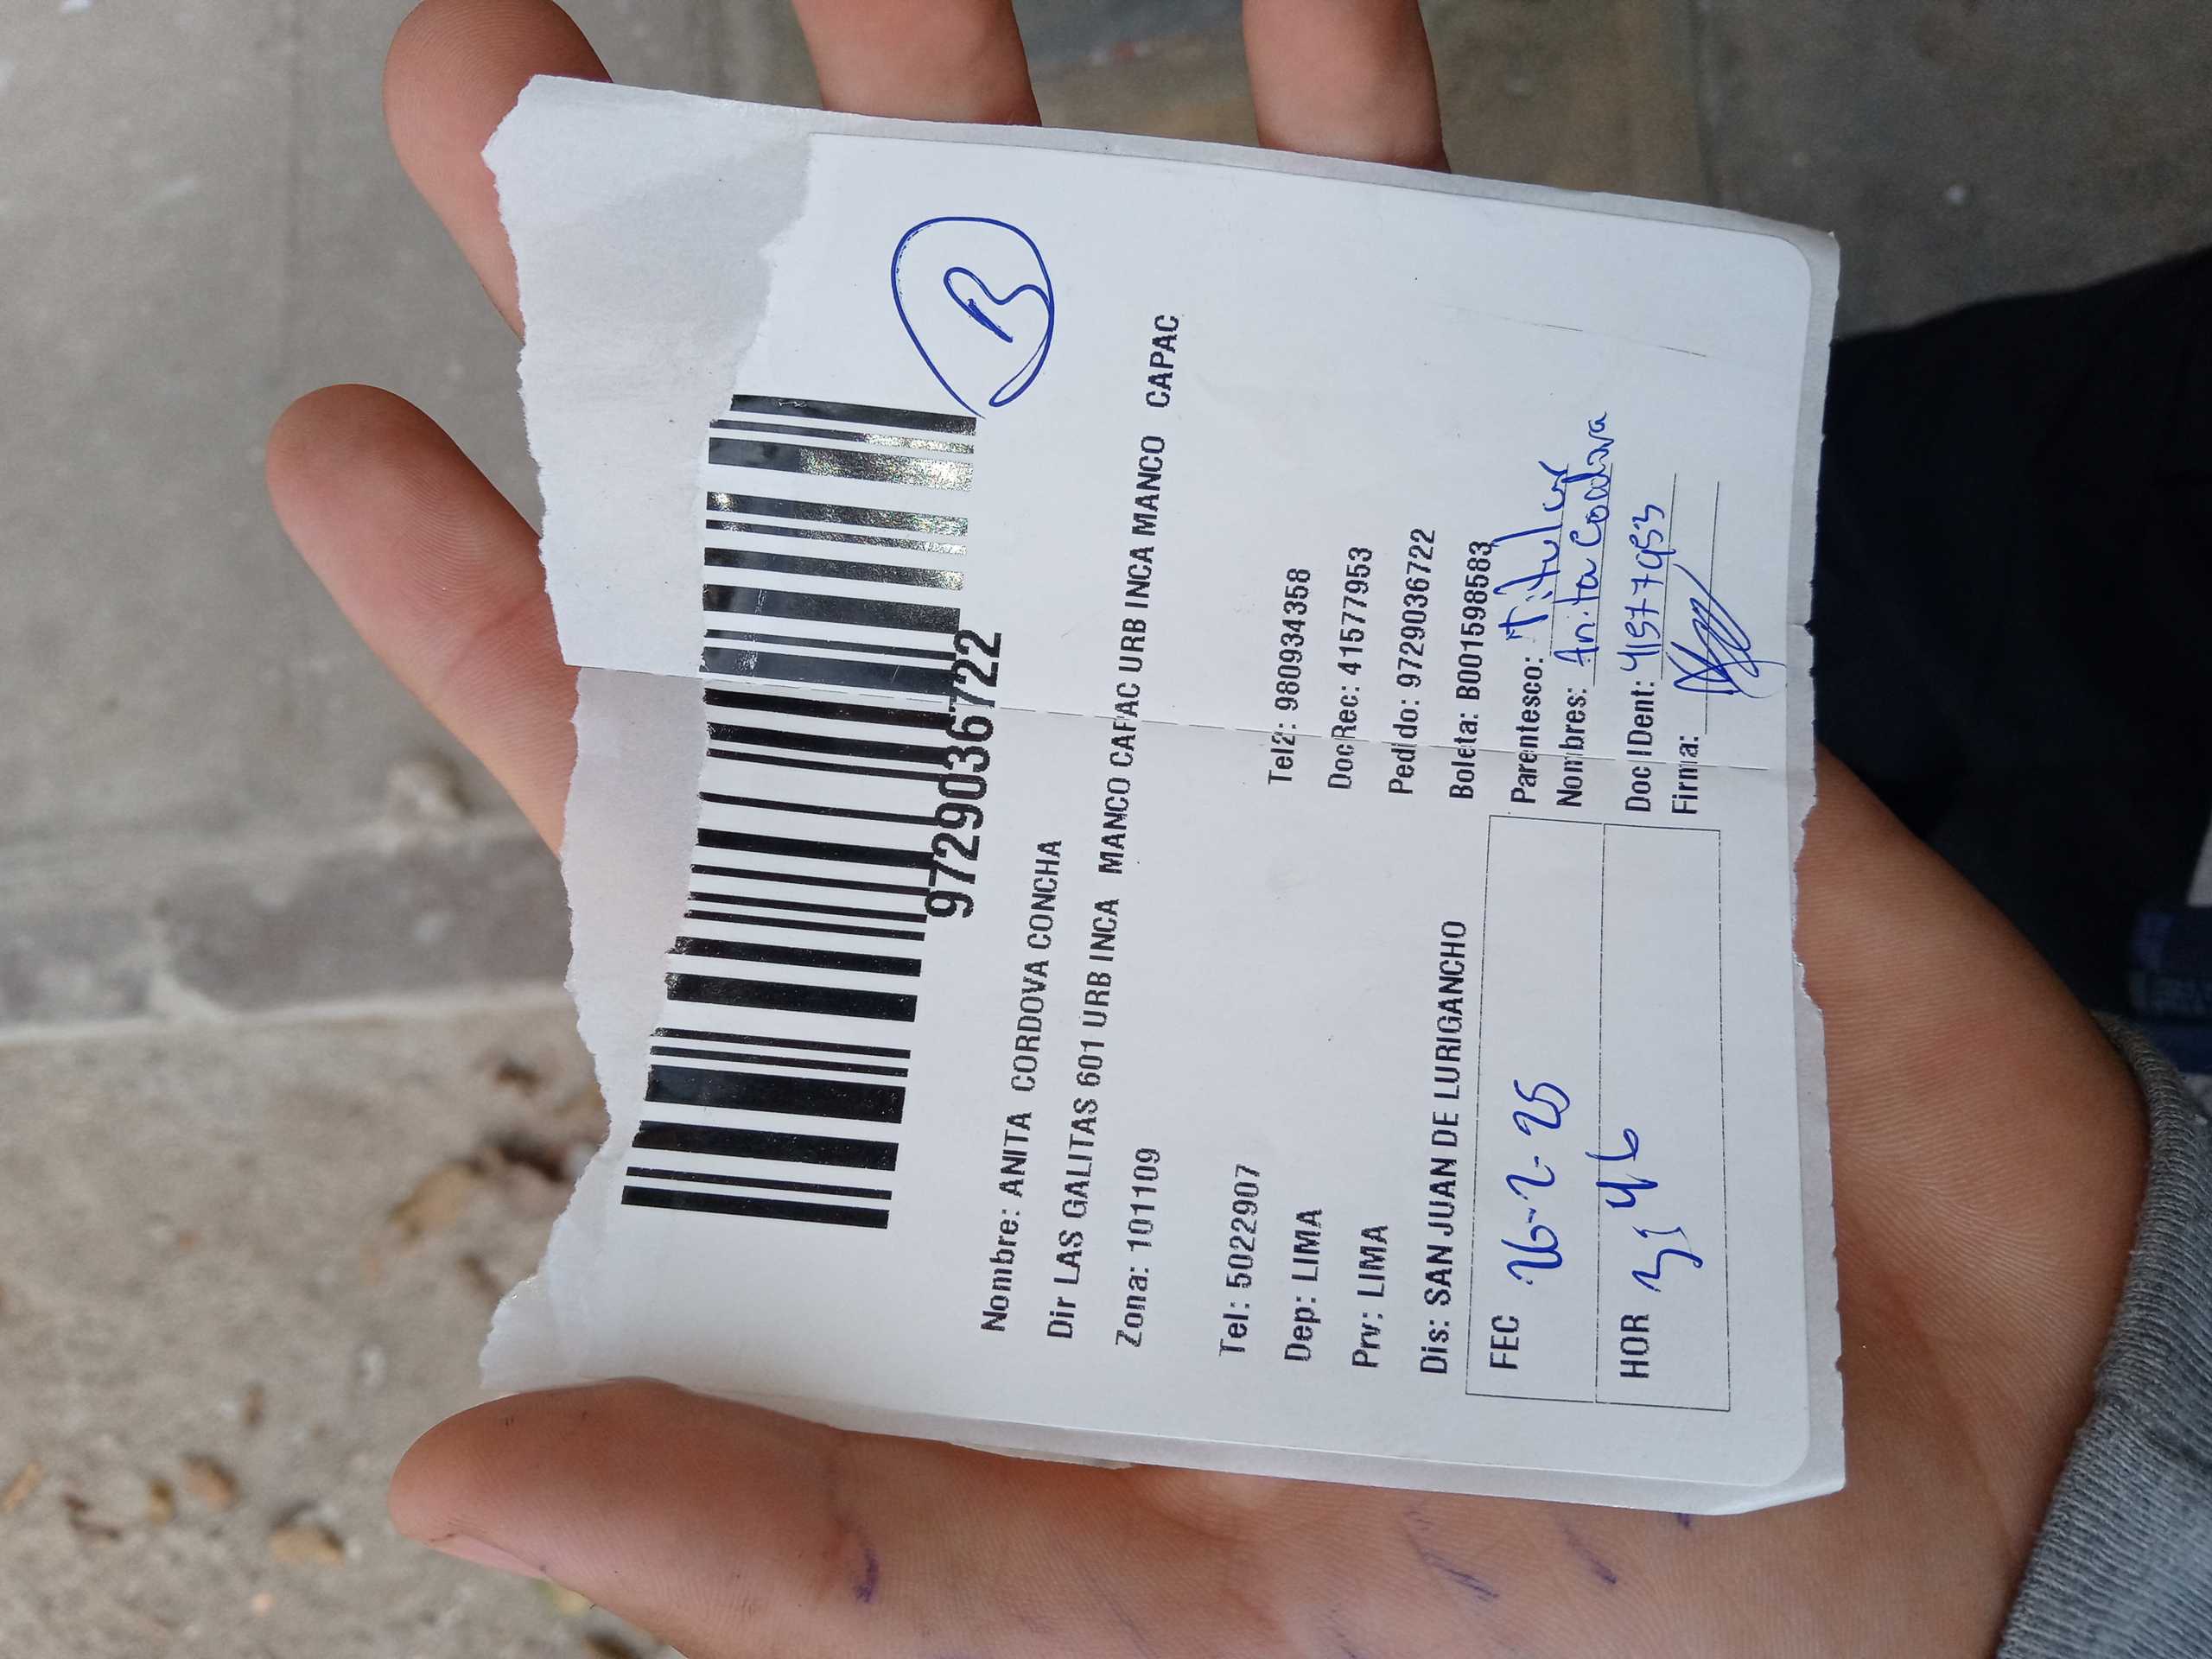 B
9729036722
Nombre: ANITA CORDOVA CONCHA
Dir LAS GALITAS 601 URB INCA MANCO CAPAC URB INCA MANCO CAPAC
Zona: 101109
Tel: 5022907 Tel2: 980934358
Dep: LIMA DocRec: 41577953
Prv: LIMA Pedido: 9729036722
Dis: SAN JUAN DE LURIGANCHO Boleta: B001598583
FEC 26-2-25 Parentesco: Titular
Nombres: Anita Cordova
HOR 3:46 Doc IDent: 41577953
Firma: